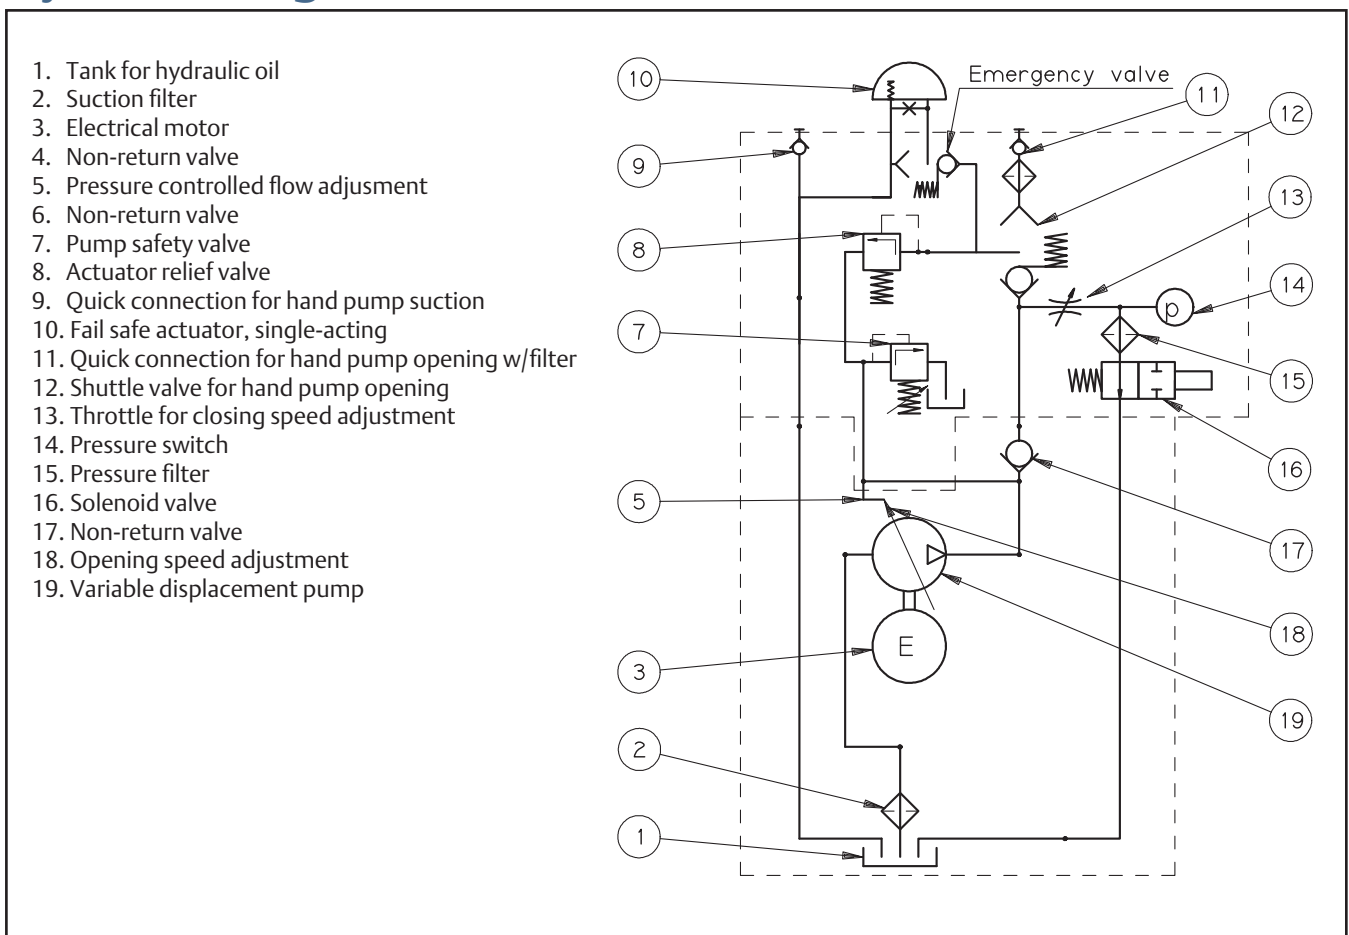 1. Tank for hydraulic oil
2. Suction filter
3. Electrical motor
4. Non-return valve
5. Pressure controlled flow adjusment
6. Non-return valve
7. Pump safety valve
8. Actuator relief valve
9. Quick connection for hand pump suction
10. Fail safe actuator, single-acting
11. Quick connection for hand pump opening w/filter
12. Shuttle valve for hand pump opening
13. Throttle for closing speed adjustment
14. Pressure switch
15. Pressure filter
16. Solenoid valve
17. Non-return valve
18. Opening speed adjustment
19. Variable displacement pump
10
Emergency valve
11
12
9
13
8
14
p
7
15
16
5
17
18
E
3
19
2
1